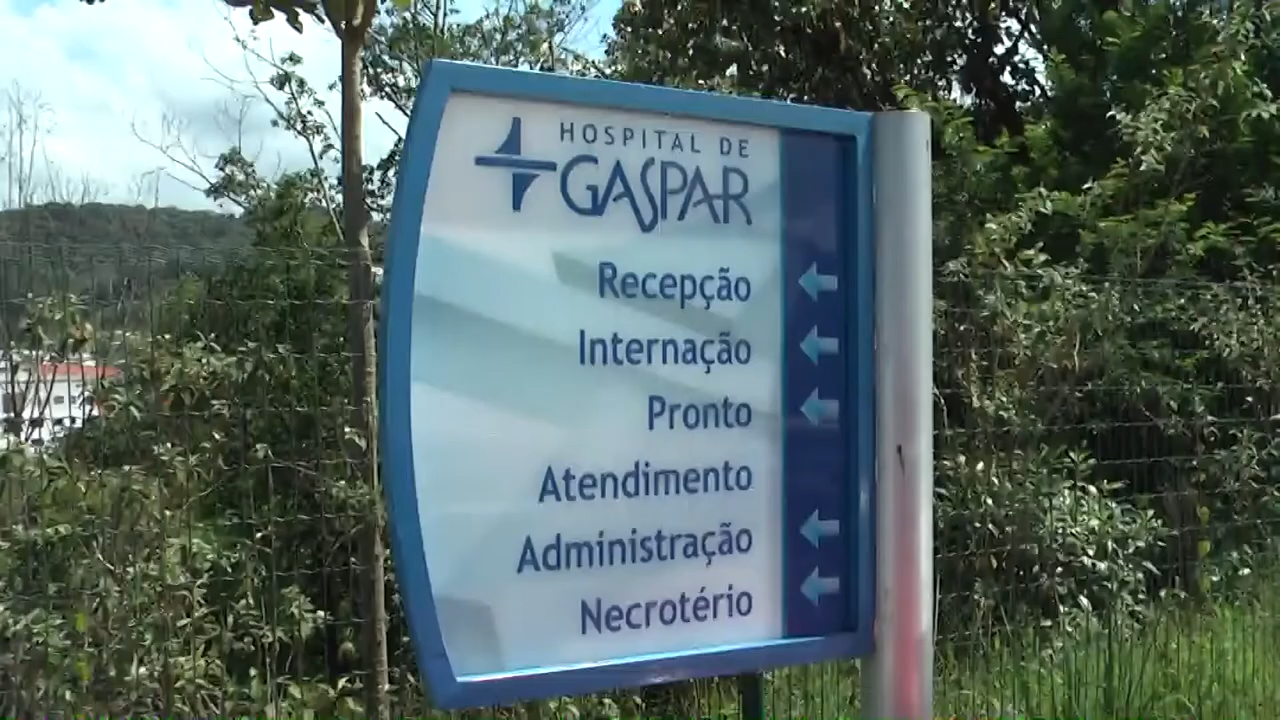 HOSPITAL DE
GASPAR
Recepção
Internação
Pronto
Atendimento
Administração
Necrotério